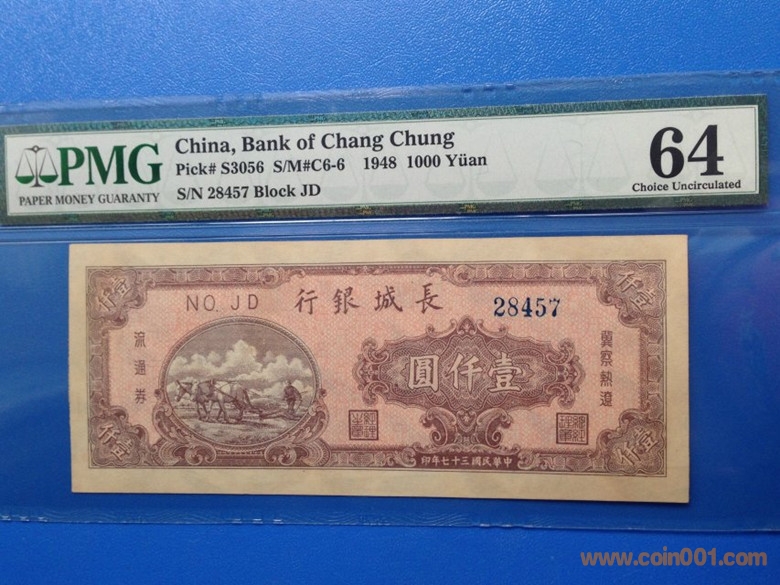 PMG
PAPER MONEY GUARANTY
China, Bank of Chang Chung
Pick# S3056 S/M#C6-6 1948 1000 Yüan
S/N 28457 Block JD
64
Choice Uncirculated
仟壹
仟壹
NO. JD
行銀城長
28457
流通券
圓仟壹
冀察熱遼
印年七十三國民華中
仟壹
仟壹
www.coin001.com